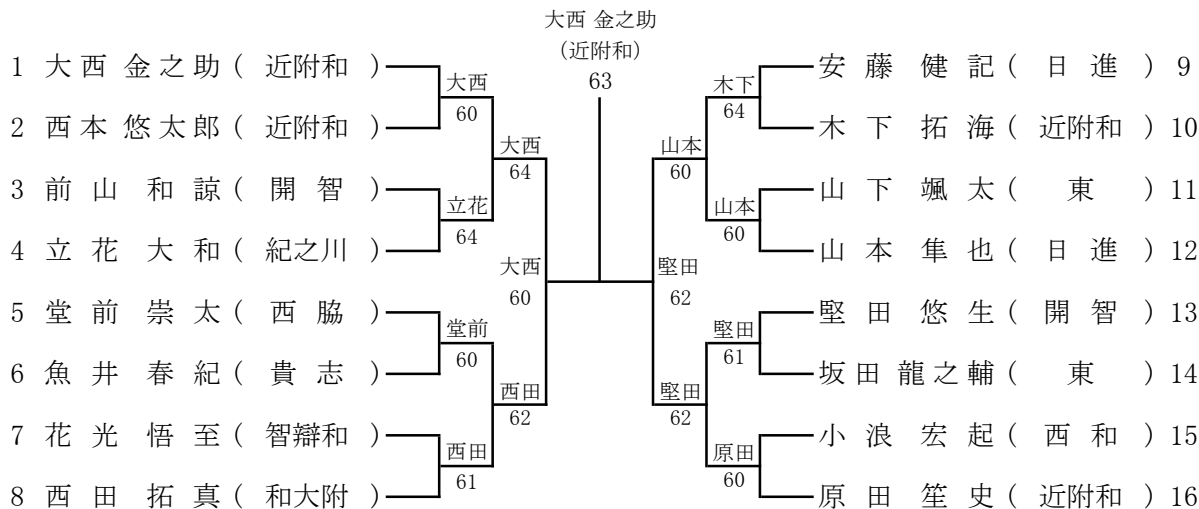 大西 金之助
(近附和)
63
1 大西 金之助 ( 近附和 )
2 西本 悠太郎 ( 近附和 )
3 前山 和諒 ( 開智 )
4 立花 大和 ( 紀之川 )
5 堂前 崇太 ( 西脇 )
6 魚井 春紀 ( 貴志 )
7 花光 悟至 ( 智辯和 )
8 西田 拓真 ( 和大附 )
大西
60
立花
64
堂前
60
西田
61
大西
64
西田
62
大西
60
堅田
62
山本
60
堅田
62
木下
64
山本
60
堅田
61
原田
60
安藤 健記 ( 日進 ) 9
木下 拓海 ( 近附和 ) 10
山下 颯太 ( 東 ) 11
山本 隼也 ( 日進 ) 12
堅田 悠生 ( 開智 ) 13
坂田 龍之輔 ( 東 ) 14
小浪 宏起 ( 西和 ) 15
原田 笙史 ( 近附和 ) 16